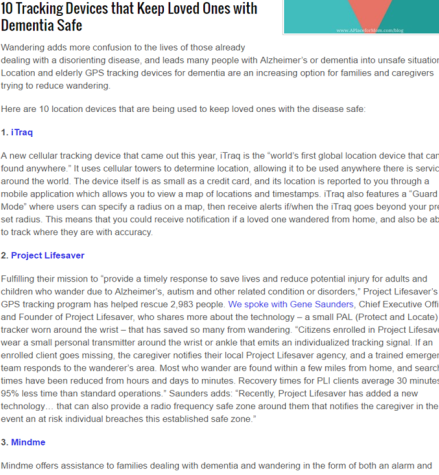 10 Tracking Devices that Keep Loved Ones with
Dementia Safe
www.APlaceforMom.com/blog
Wandering adds more confusion to the lives of those already
dealing with a disorienting disease, and leads many people with Alzheimer's or dementia into unsafe situation
Location and elderly GPS tracking devices for dementia are an increasing option for families and caregivers
trying to reduce wandering.
Here are 10 location devices that are being used to keep loved ones with the disease safe:
1. iTraq
A new cellular tracking device that came out this year, iTraq is the "world's first global location device that can
found anywhere." It uses cellular towers to determine location, allowing it to be used anywhere there is servic
around the world. The device itself is as small as a credit card, and its location is reported to you through a
mobile application which allows you to view a map of locations and timestamps. iTraq also features a "Guard
Mode" where users can specify a radius on a map, then receive alerts if/when the iTraq goes beyond your pre
set radius. This means that you could receive notification if a loved one wandered from home, and also be ab
to track where they are with accuracy.
2. Project Lifesaver
Fulfilling their mission to "provide a timely response to save lives and reduce potential injury for adults and
children who wander due to Alzheimer's, autism and other related condition or disorders," Project Lifesaver's
GPS tracking program has helped rescue 2,983 people. We spoke with Gene Saunders, Chief Executive Offi
and Founder of Project Lifesaver, who shares more about the technology – a small PAL (Protect and Locate)
tracker worn around the wrist – that has saved so many from wandering. "Citizens enrolled in Project Lifesave
wear a small personal transmitter around the wrist or ankle that emits an individualized tracking signal. If an
enrolled client goes missing, the caregiver notifies their local Project Lifesaver agency, and a trained emerger
team responds to the wanderer's area. Most who wander are found within a few miles from home, and search
times have been reduced from hours and days to minutes. Recovery times for PLI clients average 30 minutes
95% less time than standard operations." Saunders adds: "Recently, Project Lifesaver has added a new
technology… that can also provide a radio frequency safe zone around them that notifies the caregiver in the
event an at risk individual breaches this established safe zone."
3. Mindme
Mindme offers assistance to families dealing with dementia and wandering in the form of both an alarm and